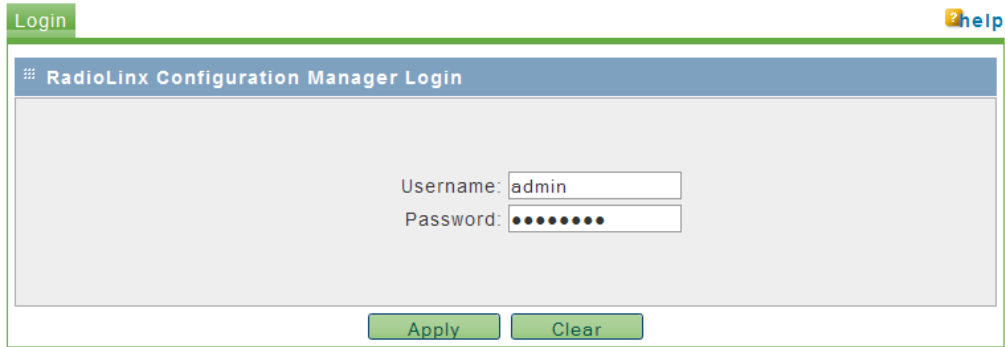 Login
help
RadioLinx Configuration Manager Login
Username: admin
Password: ●●●●●●●●
Apply Clear